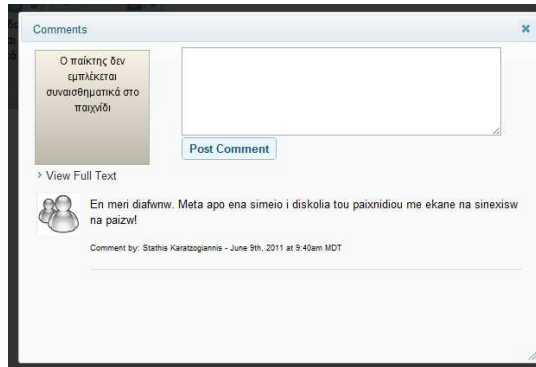 Comments
Ο παίκτης δεν
εμπλέκεται
συναισθηματικά στο
παιχνίδι
Post Comment
View Full Text
En meri diafwnw. Meta apo ena simeio i diskolia tou paixnidiou me ekane na sinexisw
na paizw!
Comment by: Stathis Karatzogiannis - June 9th, 2011 at 9:40am MDT